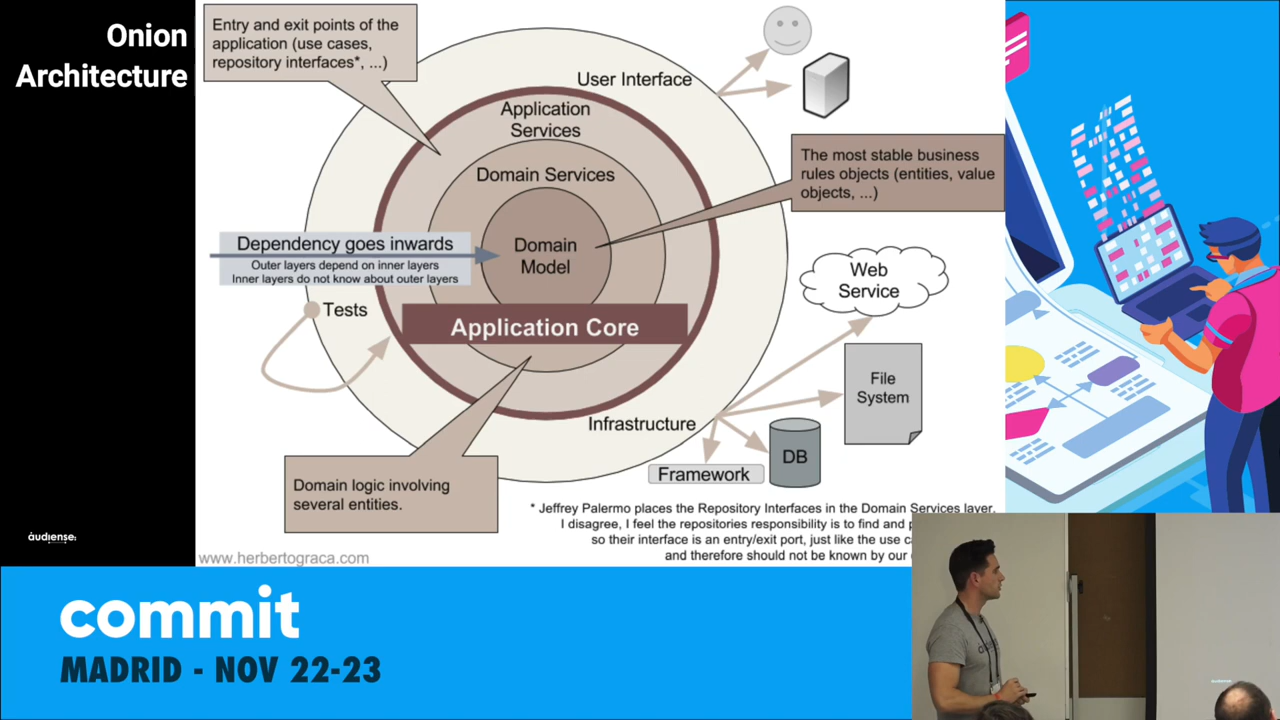 Onion
Architecture
Entry and exit points of the
application (use cases,
repository interfaces*, ...)
User Interface
Application
Services
Domain Services
The most stable business
rules objects (entities, value
objects, ...)
Dependency goes inwards
Outer layers depend on inner layers
Inner layers do not know about outer layers
Domain
Model
Web
Service
Tests
Application Core
File
System
Infrastructure
DB
Framework
Domain logic involving
several entities.
* Jeffrey Palermo places the Repository Interfaces in the Domain Services layer.
I disagree, I feel the repositories responsibility is to find and
so their interface is an entry/exit port, just like the use
and therefore should not be known by our
www.herbertograca.com
audiense:
commit
MADRID - NOV 22-23